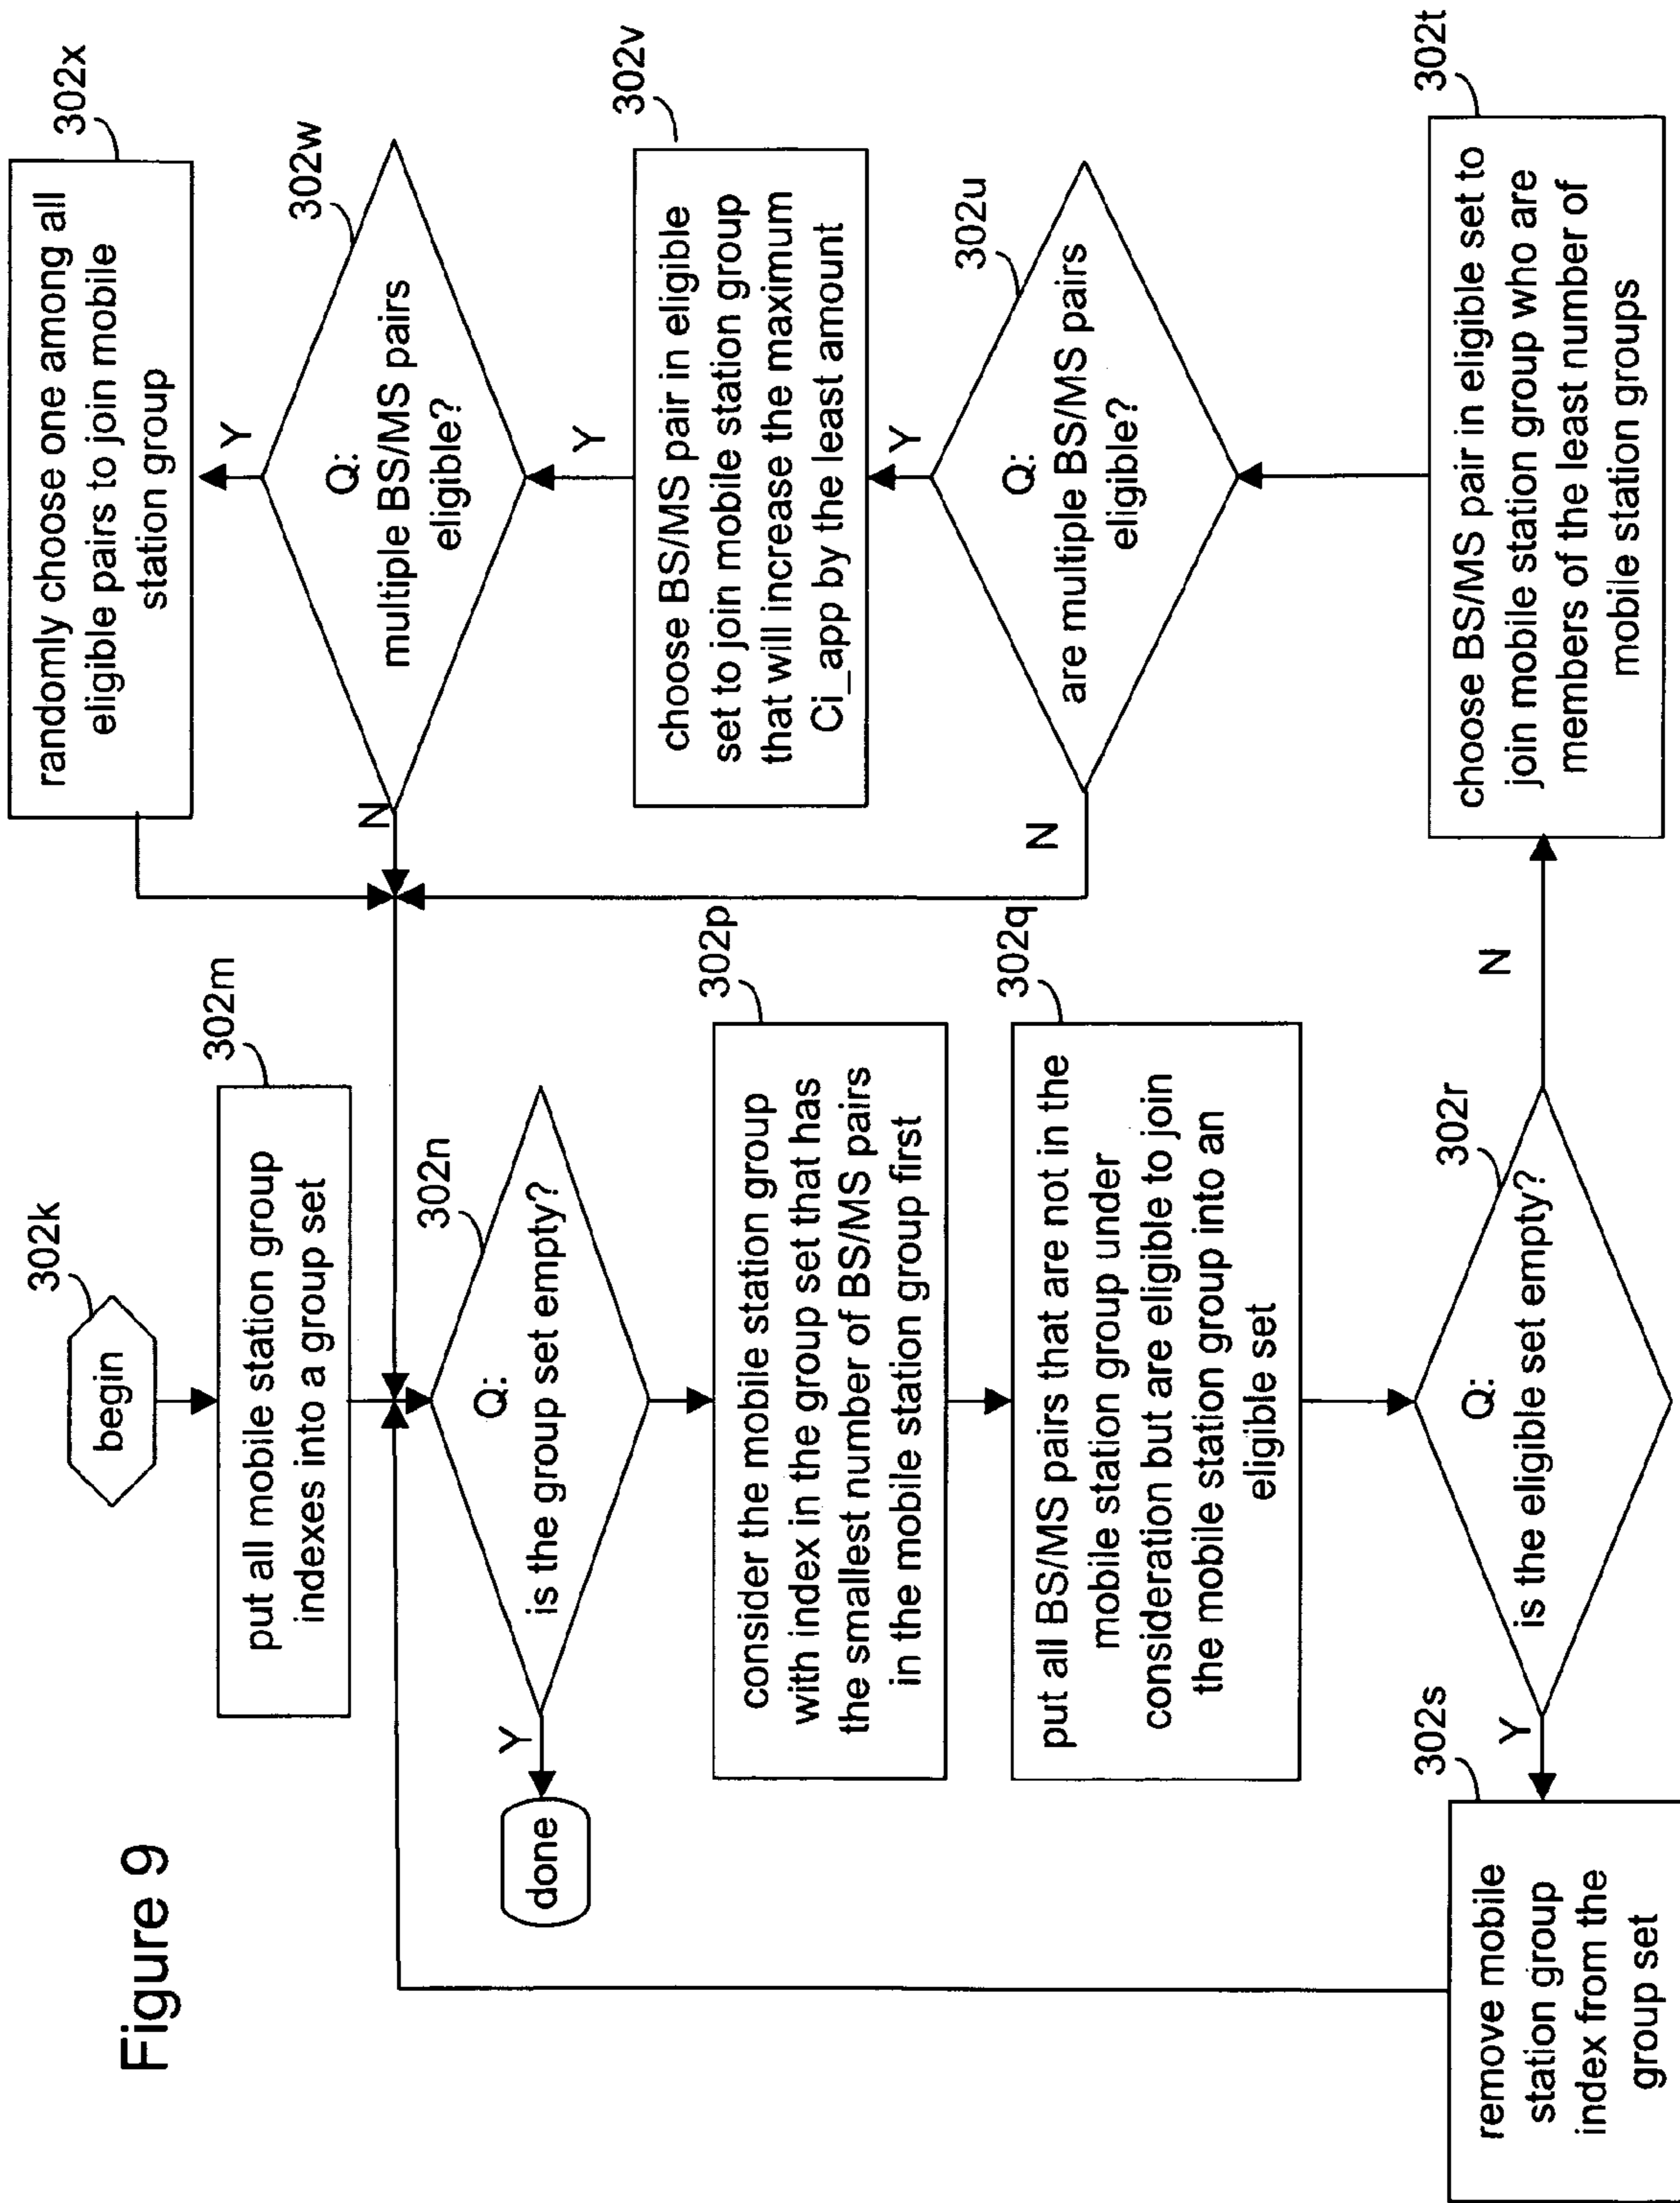 Figure 9
302k
begin
302m
put all mobile station group
indexes into a group set
302n
Q:
is the group set empty?
Y
done
302p
consider the mobile station group
with index in the group set that has
the smallest number of BS/MS pairs
in the mobile station group first
302q
put all BS/MS pairs that are not in the
mobile station group under
consideration but are eligible to join
the mobile station group into an
eligible set
302r
Q:
is the eligible set empty?
Y
N
302s
remove mobile
station group
index from the
group set
302t
choose BS/MS pair in eligible set to
join mobile station group who are
members of the least number of
mobile station groups
302u
Q:
are multiple BS/MS pairs
eligible?
N
Y
302v
choose BS/MS pair in eligible
set to join mobile station group
that will increase the maximum
Ci_app by the least amount
Y
302w
Q:
multiple BS/MS pairs
eligible?
N
Y
302x
randomly choose one among all
eligible pairs to join mobile
station group